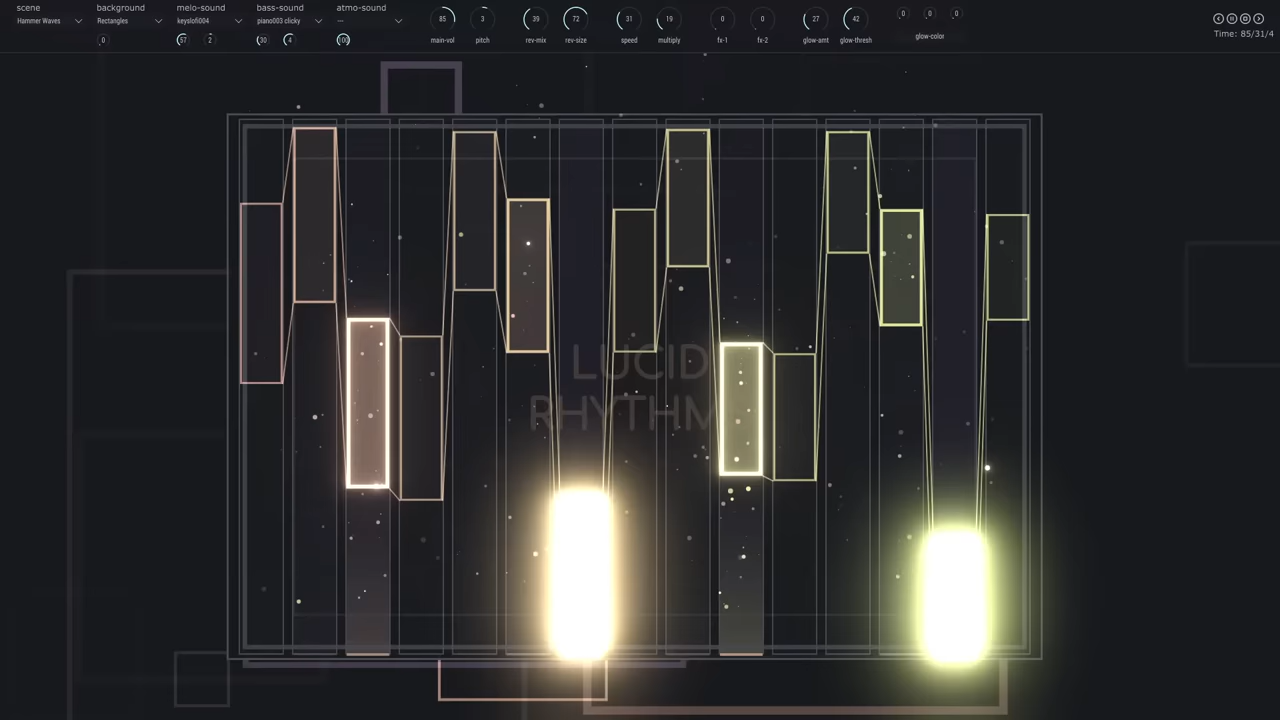 scene
Hammer Waves
background
Rectangles
0
melo-sound
keyslofi004
57 2
bass-sound
piano003 clicky
30 4
atmo-sound
---
100
85 3 39 72 31 19 0 0 27 42 0 0 0
main-vol pitch rev-mix rev-size speed multiply fx-1 fx-2 glow-amt glow-thresh glow-color
Time: 85/31/4
LUCID
RHYTHM